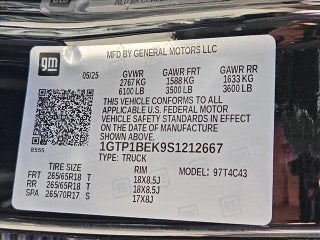 gm
MFD BY GENERAL MOTORS LLC
05/25 GVWR GAWR FRT GAWR RR
2767 KG 1588 KG 1633 KG
6100 LB 3500 LB 3600 LB
THIS VEHICLE CONFORMS TO ALL
APPLICABLE U.S. FEDERAL MOTOR
VEHICLE SAFETY STANDARDS IN EFFECT
ON THE DATE OF MANUFACTURE
SHOWN ABOVE.
1GTP1BEK9S1212667
B555 TYPE: TRUCK
MODEL: 97T4C43
TIRE SIZE RIM
FRT 265/65R18 T 18X8.5J
RR 265/65R18 T 18X8.5J
SPA 265/70R17 S 17X8J